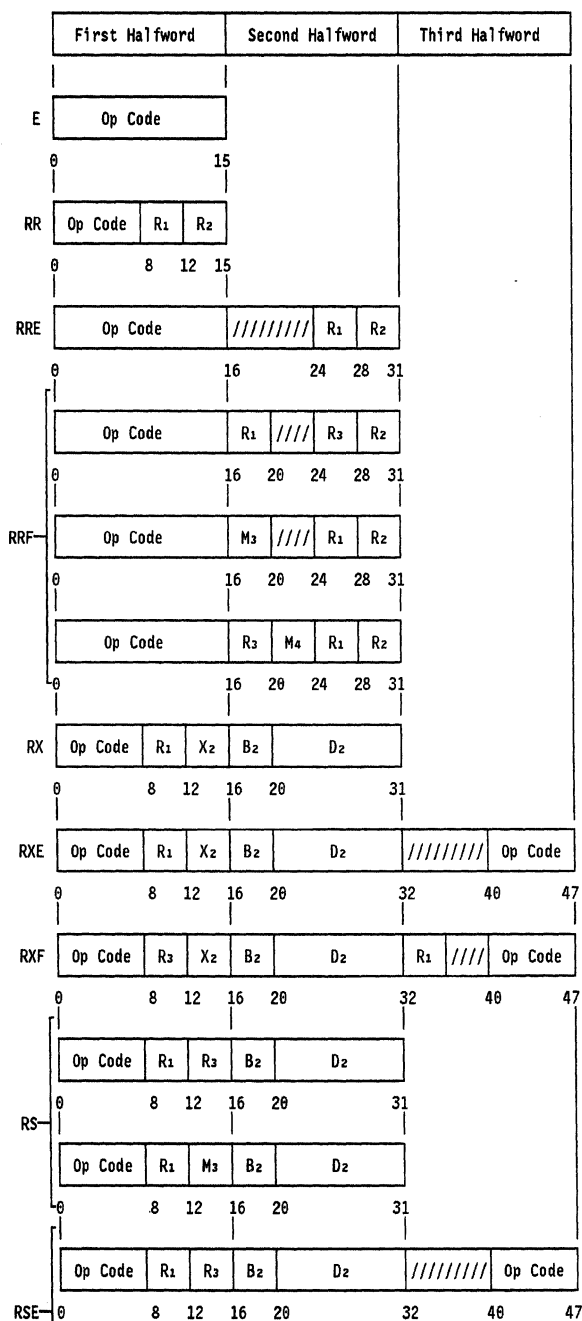 First Halfword Second Halfword Third Halfword
E Op Code
0 15
RR Op Code R1 R2
0 8 12 15
RRE Op Code ///////// R1 R2
0 16 24 28 31
Op Code R1 //// R3 R2
0 16 20 24 28 31
RRF Op Code M3 //// R1 R2
0 16 20 24 28 31
Op Code R3 M4 R1 R2
0 16 20 24 28 31
RX Op Code R1 X2 B2 D2
0 8 12 16 20 31
RXE Op Code R1 X2 B2 D2 ///////// Op Code
0 8 12 16 20 32 40 47
RXF Op Code R3 X2 B2 D2 R1 //// Op Code
0 8 12 16 20 32 40 47
Op Code R1 R3 B2 D2
0 8 12 16 20 31
RS
Op Code R1 M3 B2 D2
0 8 12 16 20 31
Op Code R1 R3 B2 D2 ///////// Op Code
RSE 0 8 12 16 20 32 40 47